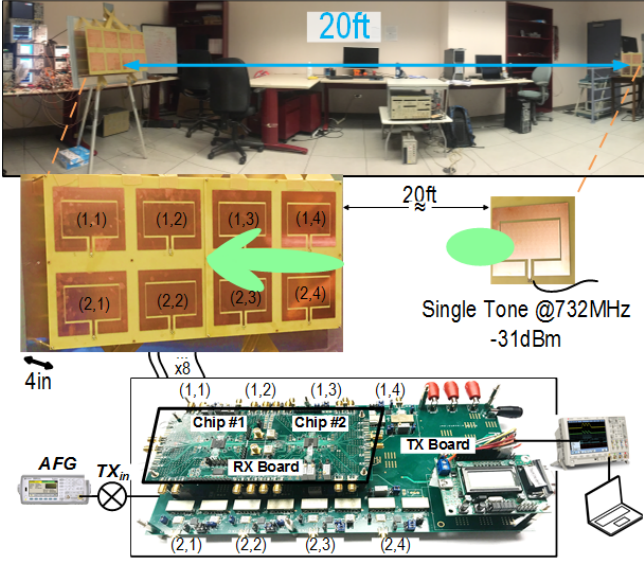 20ft
(1,1) (1,2) (1,3) (1,4)
20ft
≈
(2,1) (2,2) (2,3) (2,4)
Single Tone @732MHz
-31dBm
4in
...
x8
(1,1) (1,2) (1,3) (1,4)
Chip #1 Chip #2
TX Board
RX Board
AFG TXin
(2,1) (2,2) (2,3) (2,4)